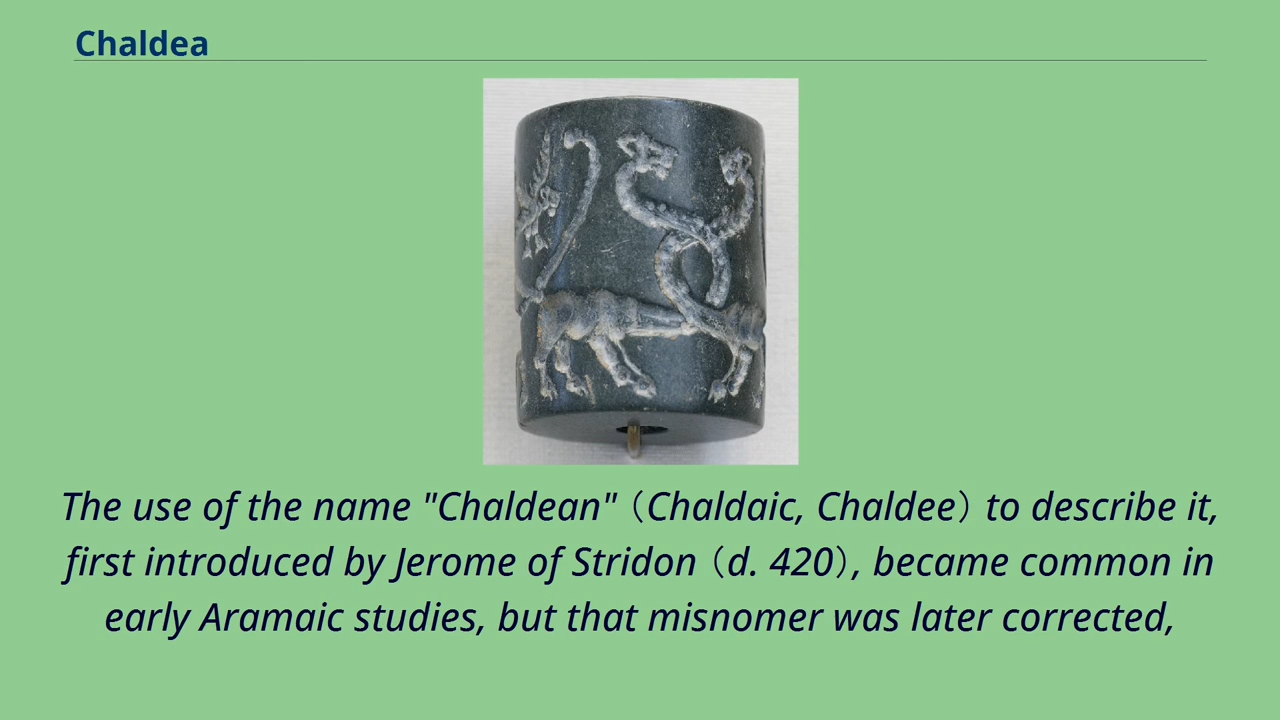 Chaldea
The use of the name "Chaldean" （Chaldaic, Chaldee） to describe it,
first introduced by Jerome of Stridon （d. 420）, became common in
early Aramaic studies, but that misnomer was later corrected,